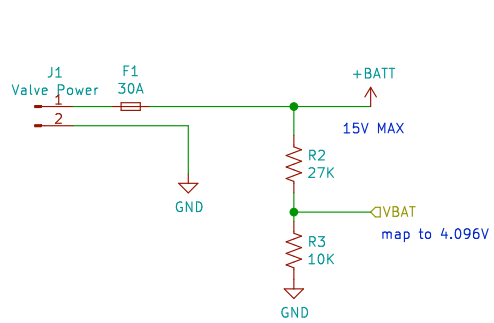 J1
Valve Power
1
2
F1
30A
+BATT
15V MAX
GND
R2
27K
VBAT
map to 4.096V
R3
10K
GND